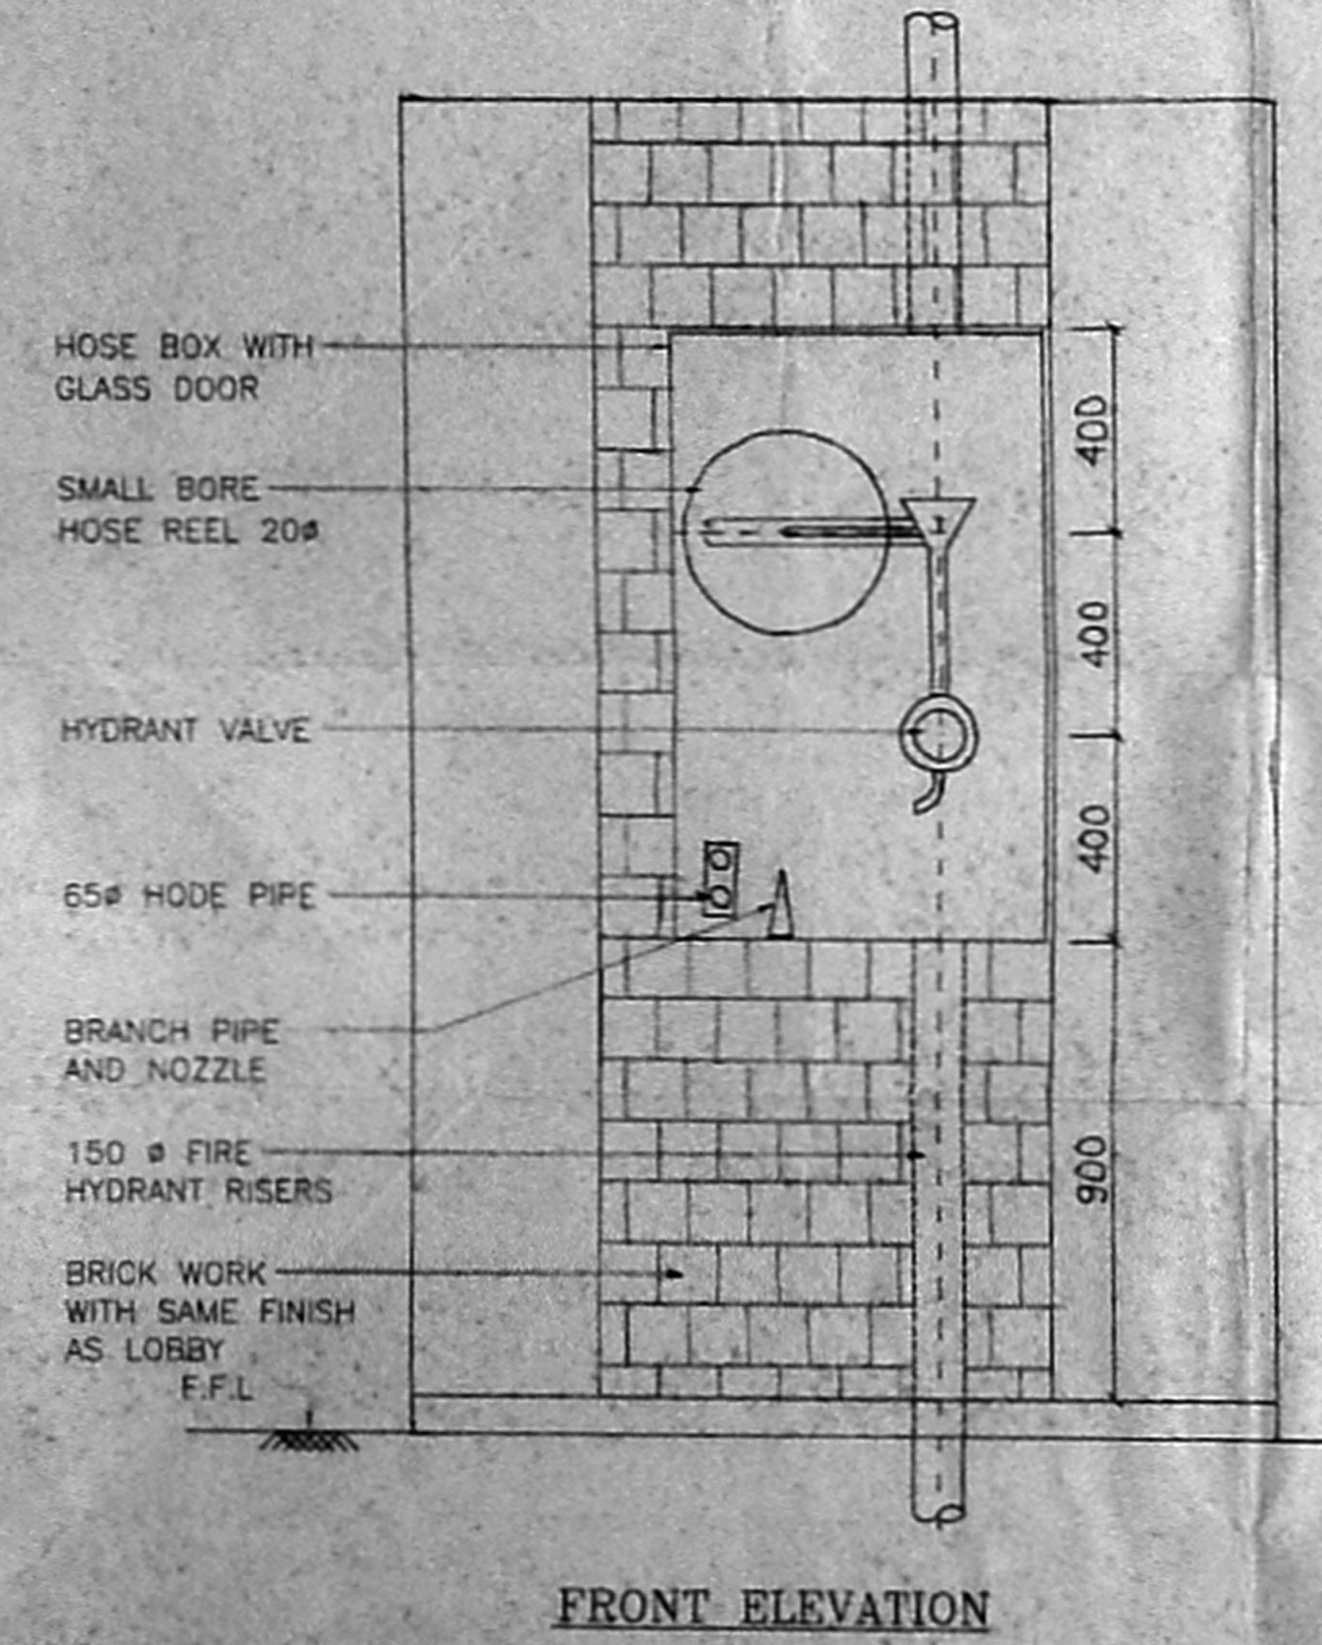 HOSE BOX WITH
GLASS DOOR
SMALL BORE
HOSE REEL 20ø
HYDRANT VALVE
65ø HODE PIPE
BRANCH PIPE
AND NOZZLE
150 ø FIRE
HYDRANT RISERS
BRICK WORK
WITH SAME FINISH
AS LOBBY
F.F.L
400
400
400
900
FRONT ELEVATION